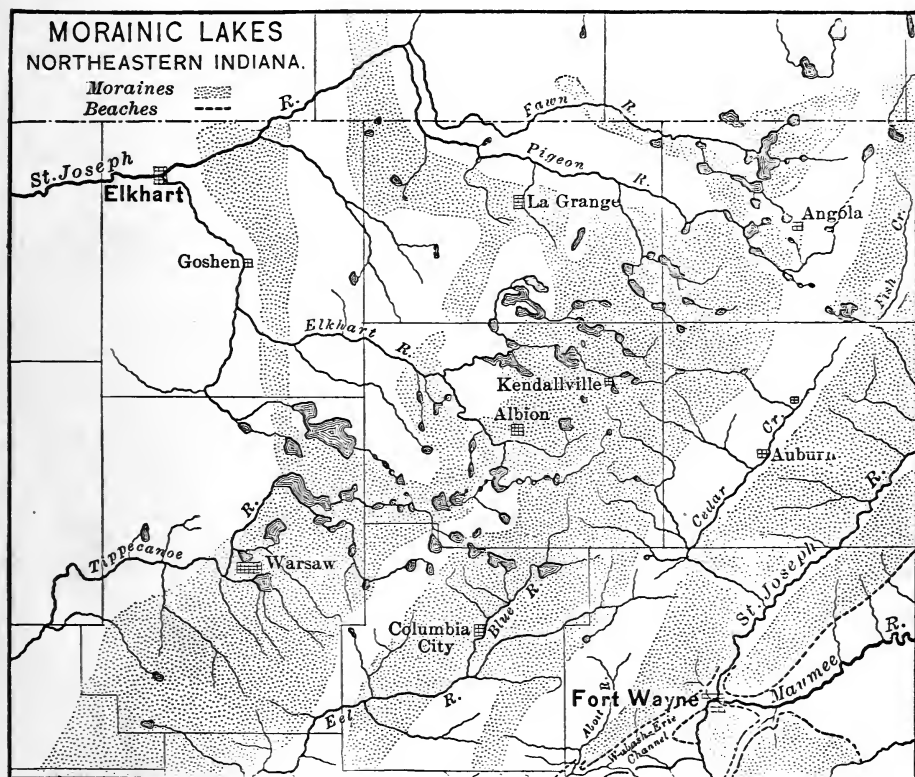 MORAINIC LAKES
NORTHEASTERN INDIANA.
Moraines
Beaches
St. Joseph R.
Elkhart
Fawn R.
Pigeon R.
La Grange
Angola
Fish Cr.
Goshen
Elkhart R.
Kendallville
Albion
Auburn
Cedar Cr.
R.
Tippecanoe
Warsaw
St. Joseph R.
Blue R.
Columbia
City
Maumee R.
Fort Wayne
Eel R.
Aboit R.
Wabash-Erie
Channel